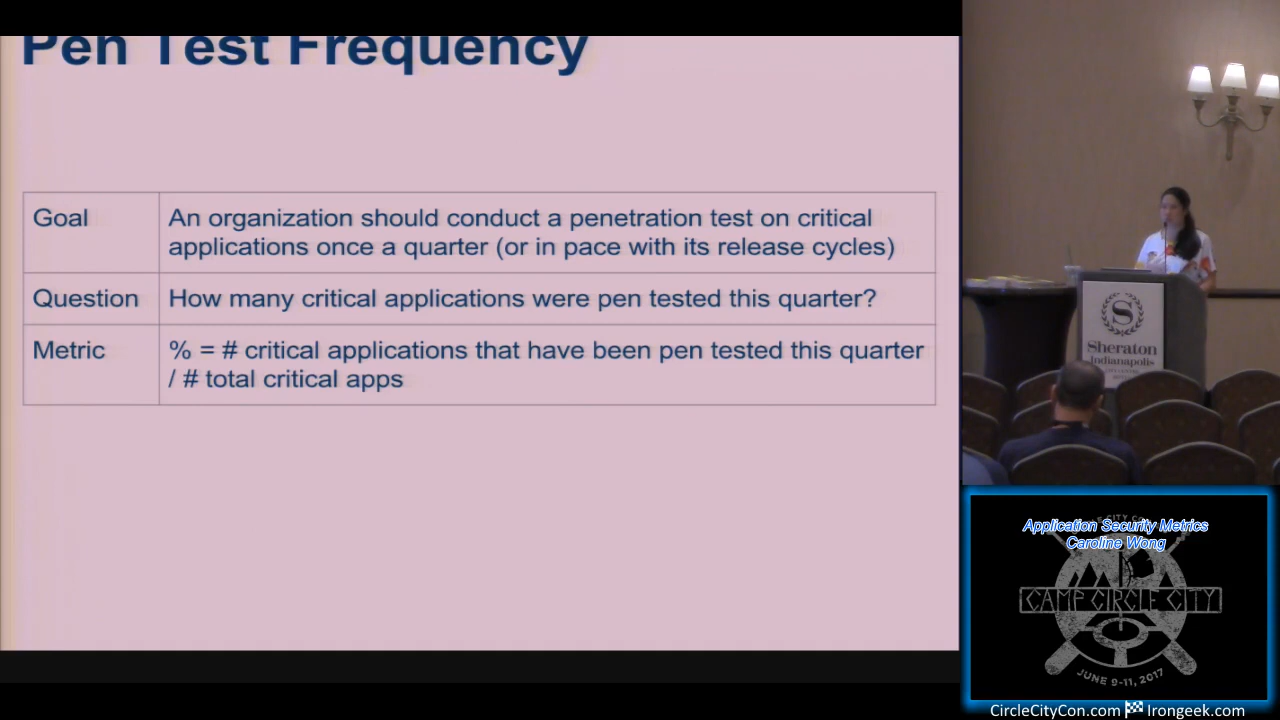 Pen Test Frequency
Goal
An organization should conduct a penetration test on critical
applications once a quarter (or in pace with its release cycles)
Question
How many critical applications were pen tested this quarter?
Metric
% = # critical applications that have been pen tested this quarter
/ # total critical apps
S
Sheraton
Indianapolis
Application Security Metrics
Caroline Wong
CAMP CIRCLE CITY
JUNE 9-11, 2017
CircleCityCon.com Irongeek.com